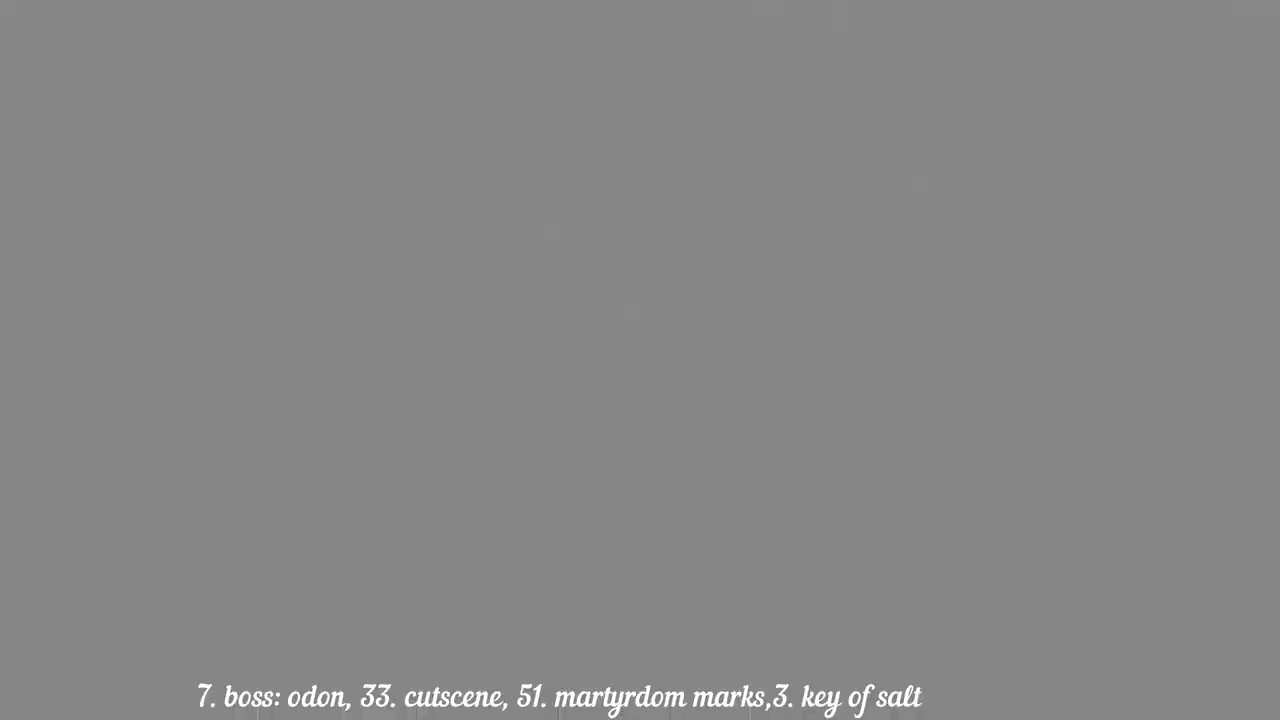 7. boss: odon, 33. cutscene, 51. martyrdom marks,3. key of salt